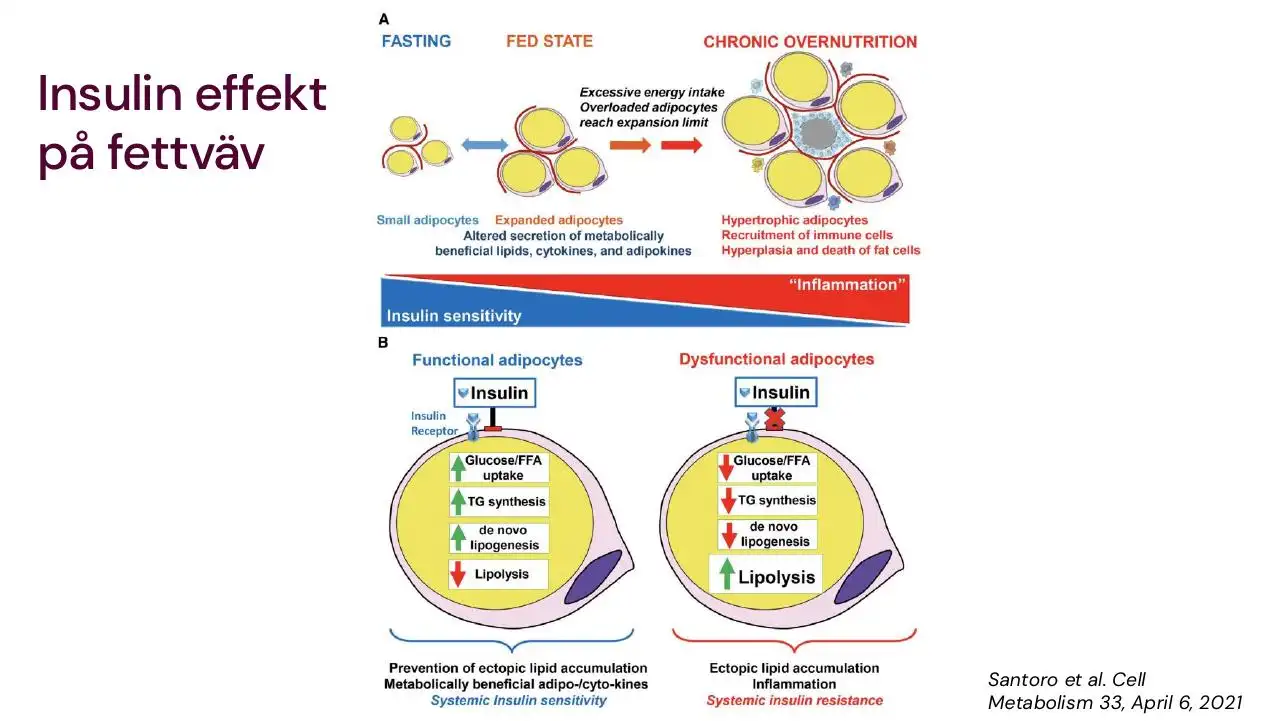 Insulin effekt
på fettväv
A
FASTING
FED STATE
CHRONIC OVERNUTRITION
Excessive energy intake
Overloaded adipocytes
reach expansion limit
Small adipocytes
Expanded adipocytes
Altered secretion of metabolically
beneficial lipids, cytokines, and adipokines
Hypertrophic adipocytes
Recruitment of immune cells
Hyperplasia and death of fat cells
“Inflammation”
Insulin sensitivity
B
Functional adipocytes
Insulin
Insulin
Receptor
Glucose/FFA
uptake
TG synthesis
de novo
lipogenesis
Lipolysis
Prevention of ectopic lipid accumulation
Metabolically beneficial adipo-/cyto-kines
Systemic Insulin sensitivity
Dysfunctional adipocytes
Insulin
Glucose/FFA
uptake
TG synthesis
de novo
lipogenesis
Lipolysis
Ectopic lipid accumulation
Inflammation
Systemic insulin resistance
Santoro et al. Cell
Metabolism 33, April 6, 2021